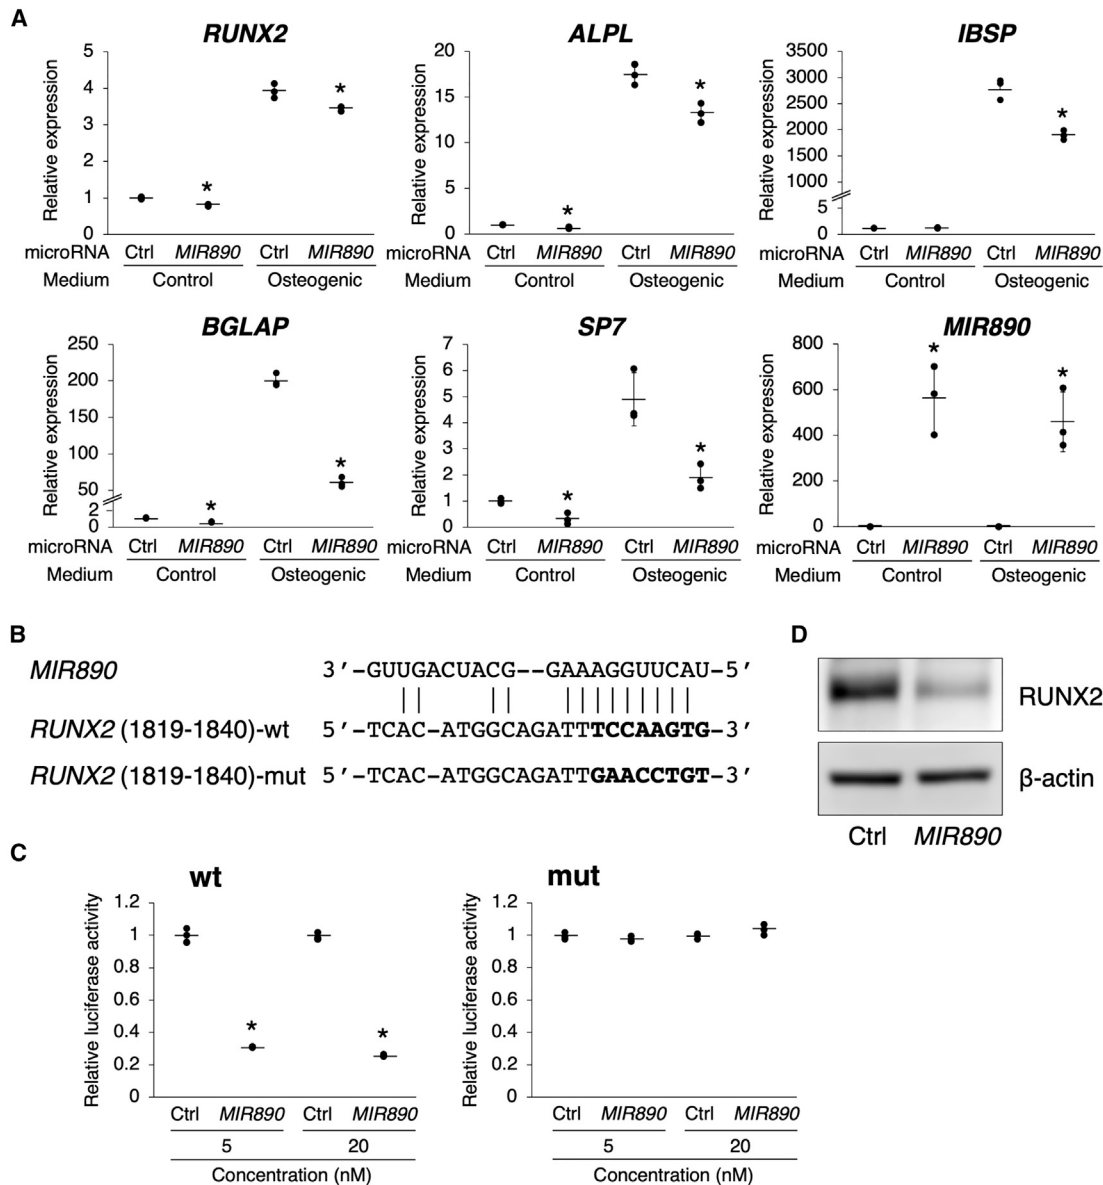 A
RUNX2
5
4
3
2
1
0
Relative expression
*
*
microRNA Ctrl MIR890 Ctrl MIR890
Medium Control Osteogenic
ALPL
20
15
10
5
0
Relative expression
*
*
microRNA Ctrl MIR890 Ctrl MIR890
Medium Control Osteogenic
IBSP
3500
3000
2500
2000
1500
1000
5
0
Relative expression
*
microRNA Ctrl MIR890 Ctrl MIR890
Medium Control Osteogenic
BGLAP
250
200
150
100
50
2
0
Relative expression
*
*
microRNA Ctrl MIR890 Ctrl MIR890
Medium Control Osteogenic
SP7
7
6
5
4
3
2
1
0
Relative expression
*
*
microRNA Ctrl MIR890 Ctrl MIR890
Medium Control Osteogenic
MIR890
800
600
400
200
0
Relative expression
*
*
microRNA Ctrl MIR890 Ctrl MIR890
Medium Control Osteogenic
B
MIR890 3’-GUUGACUACG--GAAAGGUUCAU-5’
RUNX2 (1819-1840)-wt 5’-TCAC-ATGGCAGATTTCCAAGTG-3’
RUNX2 (1819-1840)-mut 5’-TCAC-ATGGCAGATTGAACCTGT-3’
D
RUNX2
β-actin
Ctrl MIR890
C
wt
1.2
1
0.8
0.6
0.4
0.2
0
Relative luciferase activity
*
*
Ctrl MIR890 Ctrl MIR890
5 20
Concentration (nM)
mut
1.2
1
0.8
0.6
0.4
0.2
0
Relative luciferase activity
Ctrl MIR890 Ctrl MIR890
5 20
Concentration (nM)